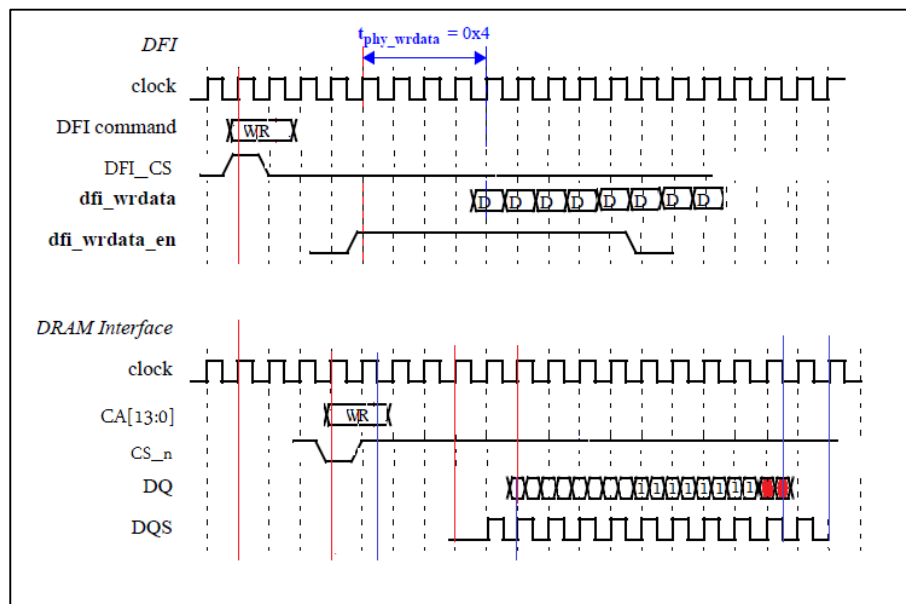 DFI
t_phy_wrdata = 0x4
clock
DFI command WR
DFI_CS
dfi_wrdata D D D D D D D D
dfi_wrdata_en
DRAM Interface
clock
CA[13:0] WR
CS_n
DQ 1 1 1 1 1 1 1 1
DQS